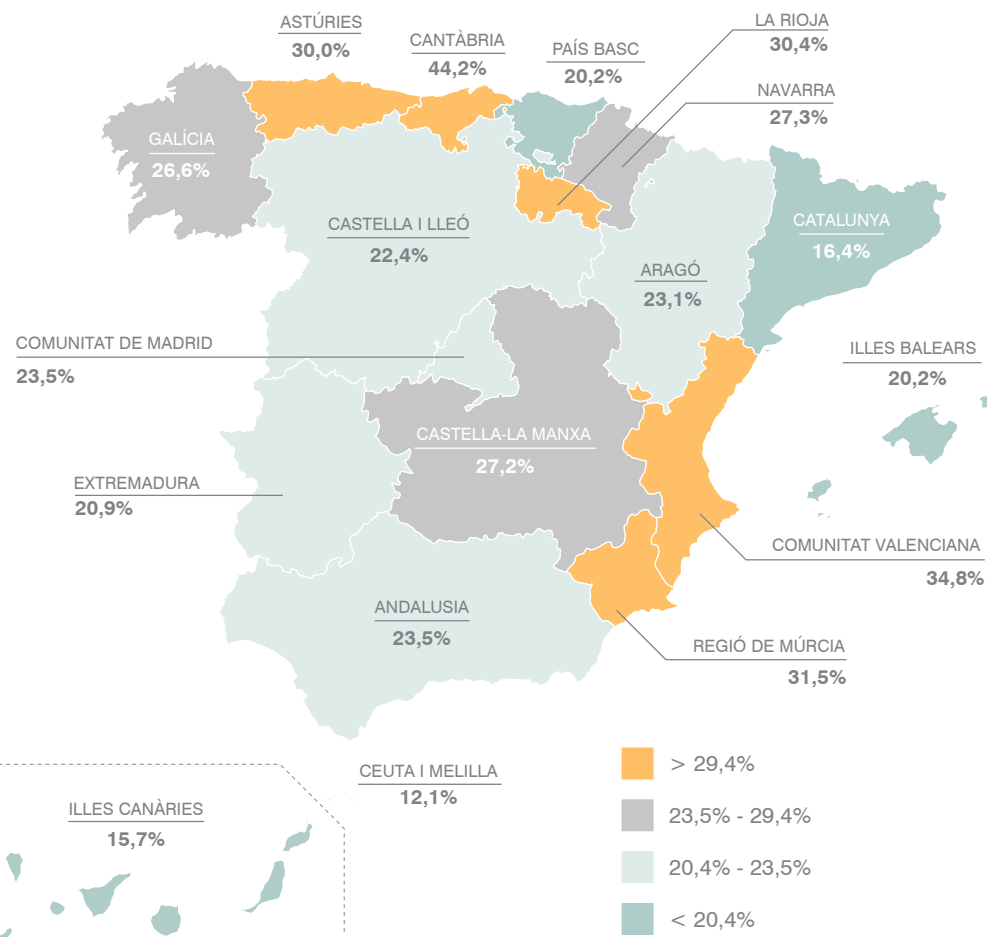 ASTÚRIES
30,0%
CANTÀBRIA
44,2%
PAÍS BASC
20,2%
LA RIOJA
30,4%
NAVARRA
27,3%
GALÍCIA
26,6%
CASTELLA I LLEÓ
22,4%
CATALUNYA
16,4%
ARAGÓ
23,1%
COMUNITAT DE MADRID
23,5%
ILLES BALEARS
20,2%
CASTELLA-LA MANXA
27,2%
EXTREMADURA
20,9%
COMUNITAT VALENCIANA
34,8%
ANDALUSIA
23,5%
REGIÓ DE MÚRCIA
31,5%
CEUTA I MELILLA
12,1%
ILLES CANÀRIES
15,7%
> 29,4%
23,5% - 29,4%
20,4% - 23,5%
< 20,4%